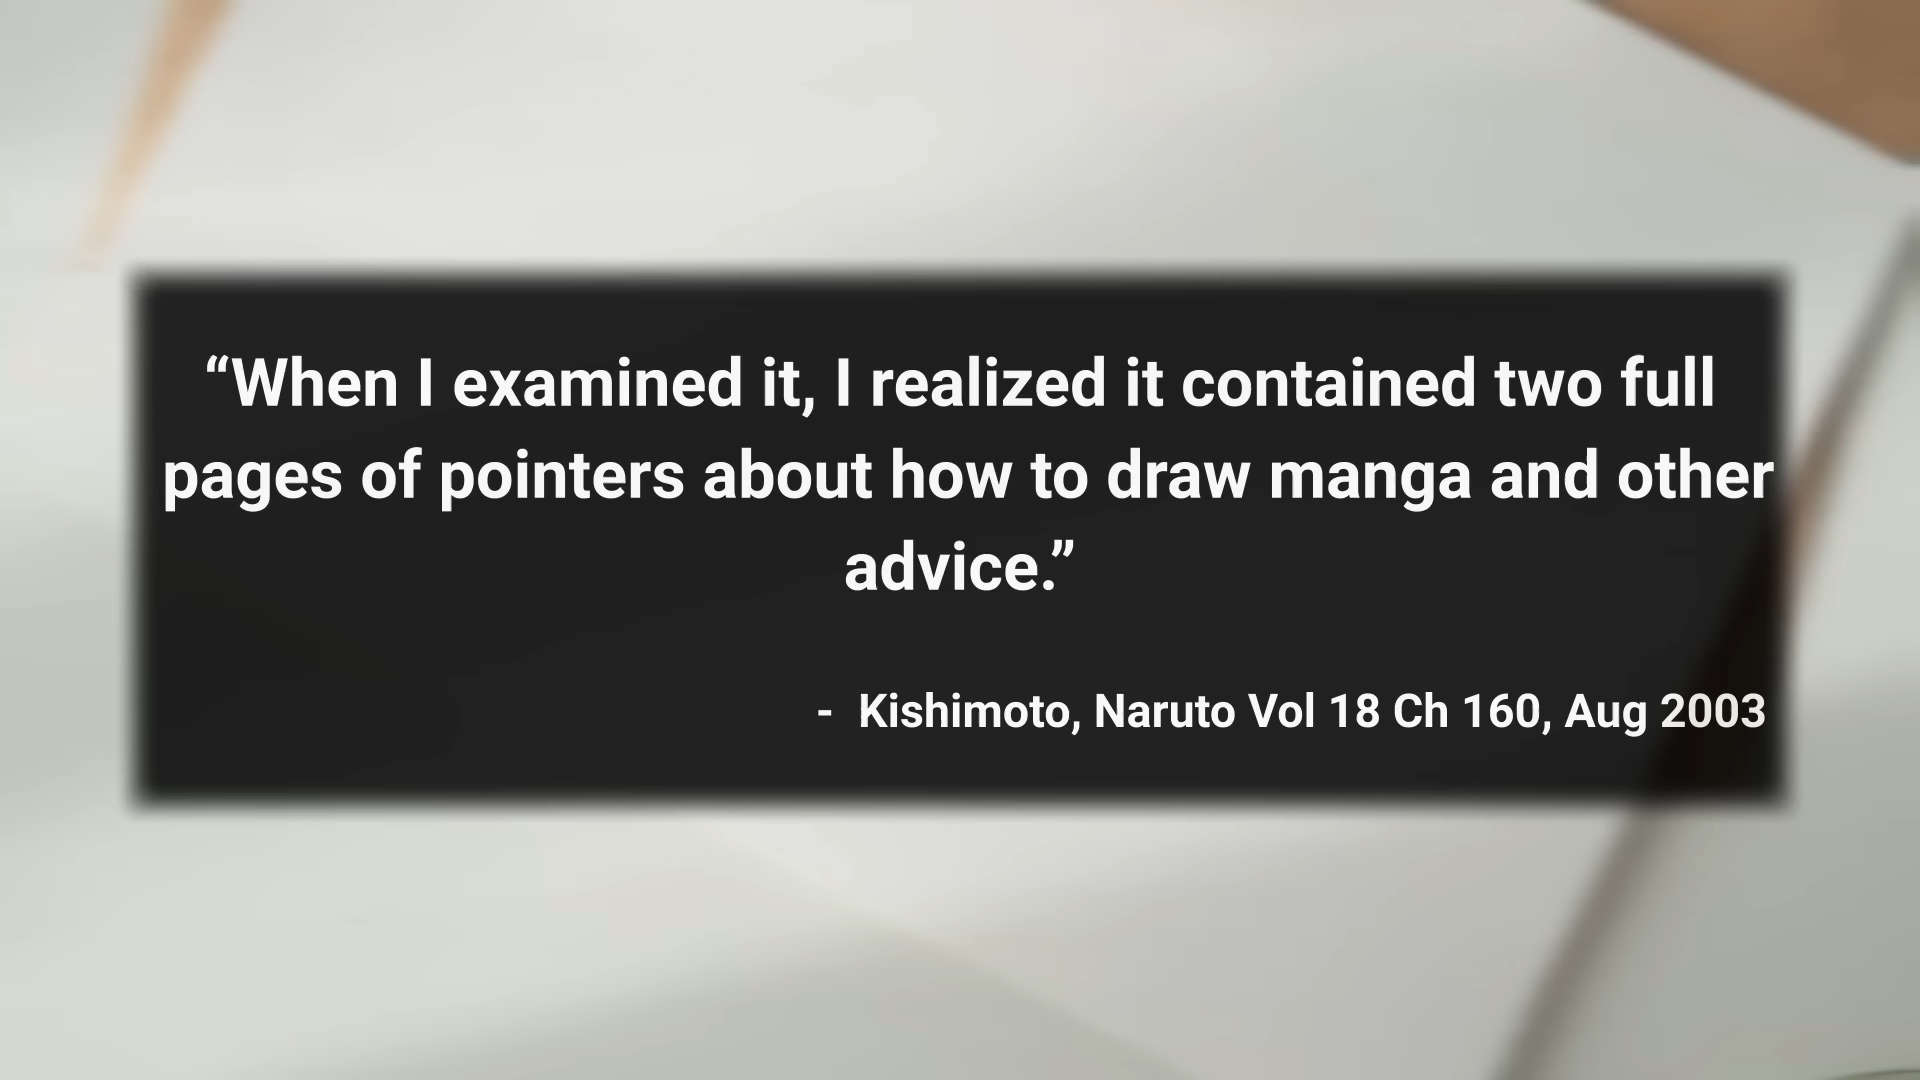 “When I examined it, I realized it contained two full
pages of pointers about how to draw manga and other
advice.”
- Kishimoto, Naruto Vol 18 Ch 160, Aug 2003